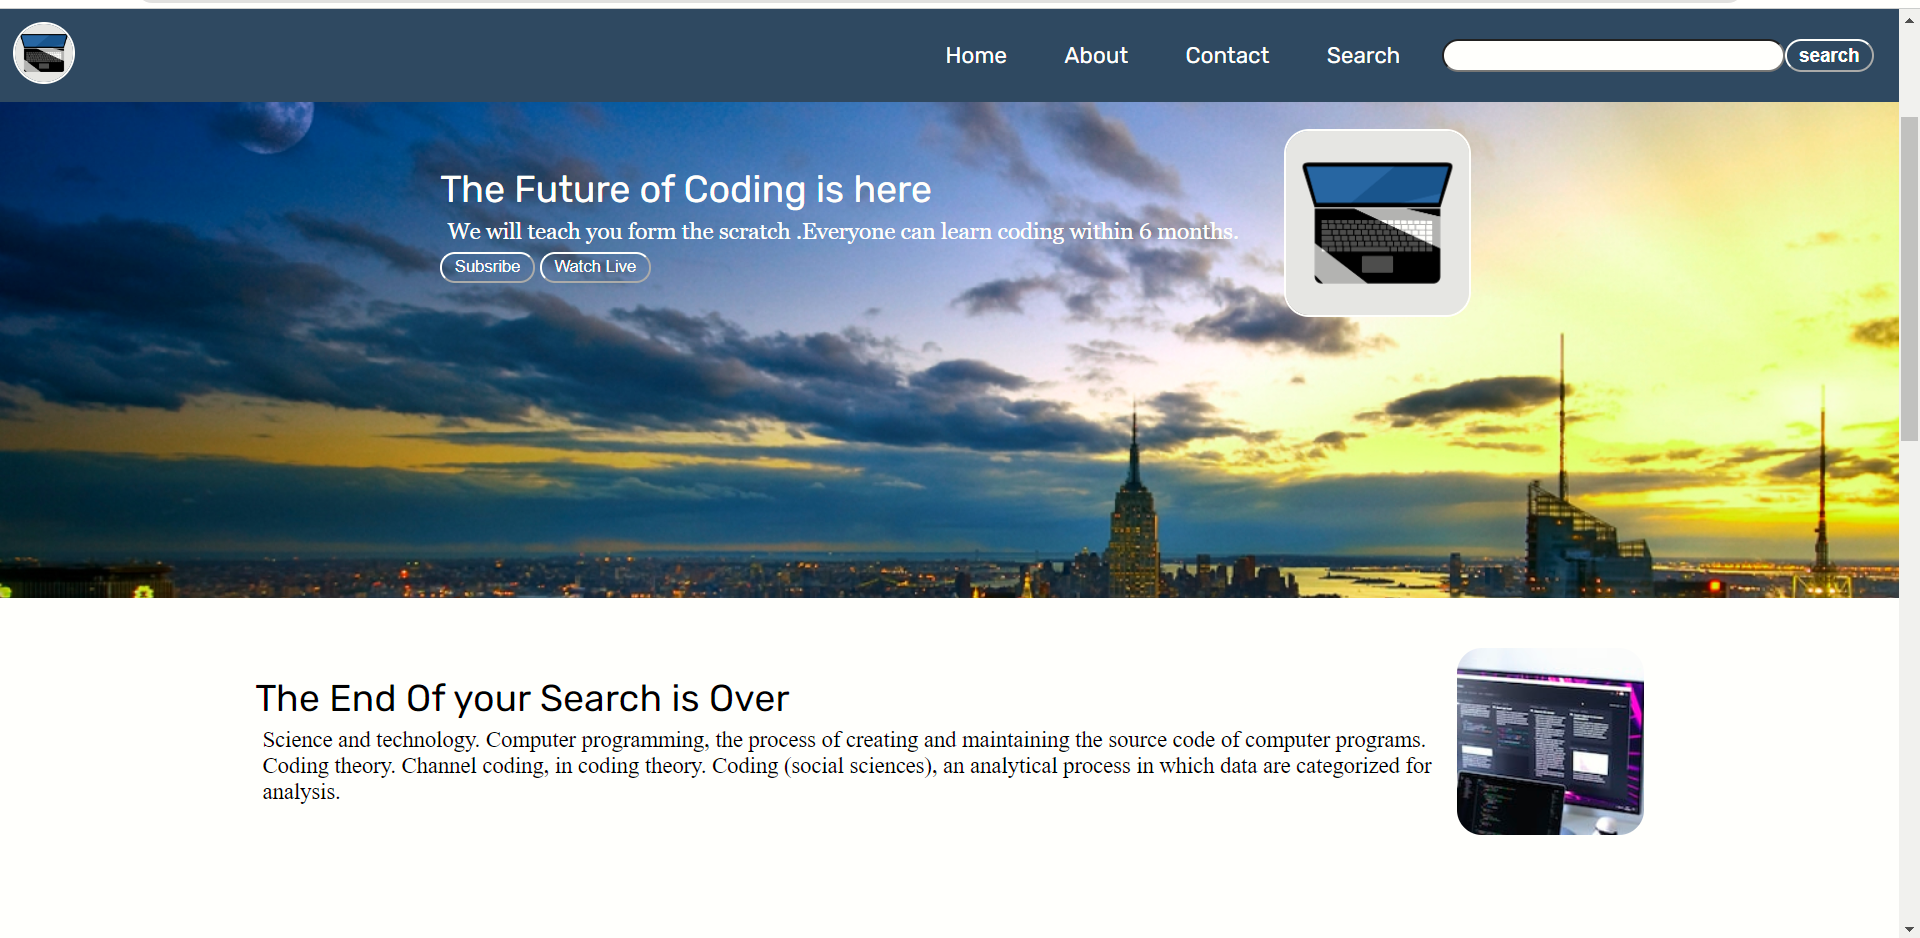 Home About Contact Search search
The Future of Coding is here
We will teach you form the scratch .Everyone can learn coding within 6 months.
Subsribe Watch Live
The End Of your Search is Over
Science and technology. Computer programming, the process of creating and maintaining the source code of computer programs.
Coding theory. Channel coding, in coding theory. Coding (social sciences), an analytical process in which data are categorized for
analysis.